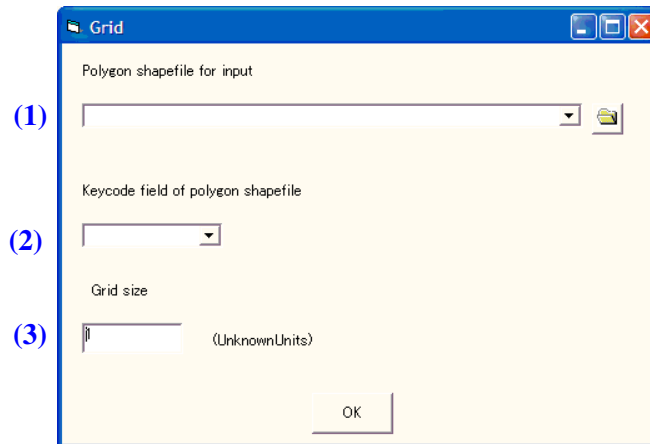 Grid
Polygon shapefile for input
(1)
Keycode field of polygon shapefile
(2)
Grid size
(3)
(UnknownUnits)
OK